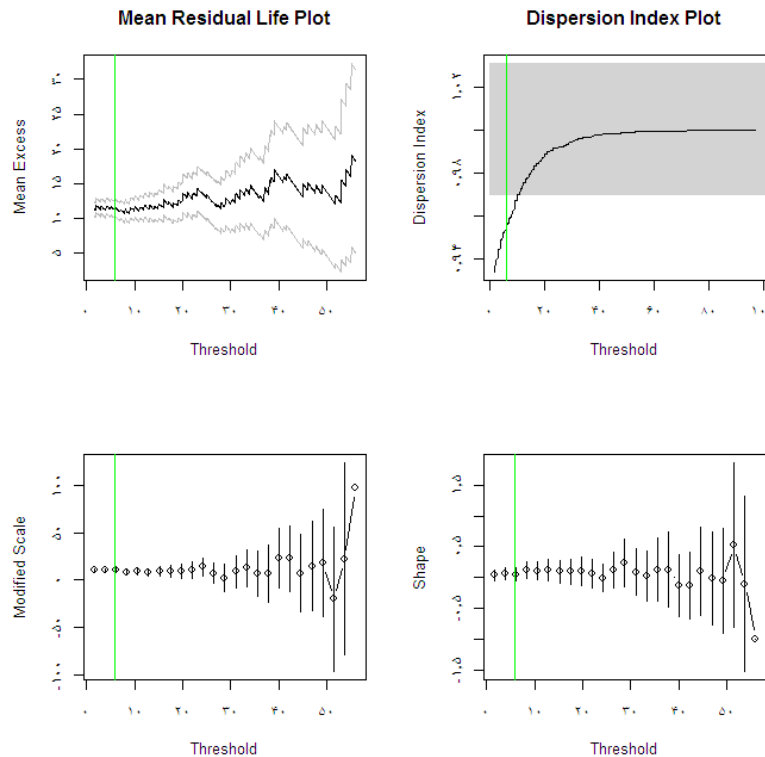 Mean Residual Life Plot
Mean Excess
۳۰
۲۵
۲۰
۱۵
۱۰
۵
۰ ۱۰ ۲۰ ۳۰ ۴۰ ۵۰
Threshold
Dispersion Index Plot
Dispersion Index
۱,۰۲
۰,۹۸
۰,۹۴
۰ ۲۰ ۴۰ ۶۰ ۸۰ ۱۰
Threshold
Modified Scale
۱۰۰
۵۰
۰
-۵۰
-۱۰۰
۰ ۱۰ ۲۰ ۳۰ ۴۰ ۵۰
Threshold
Shape
۱,۵
۰,۵
-۰,۵
-۱,۵
۰ ۱۰ ۲۰ ۳۰ ۴۰ ۵۰
Threshold